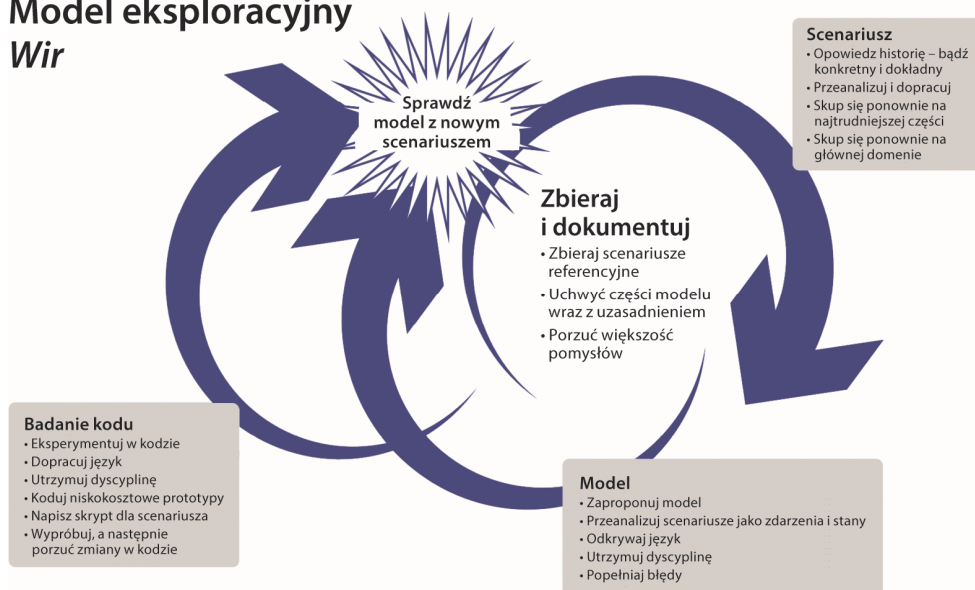 Model eksploracyjny
Wir
Sprawdź
model z nowym
scenariuszem
Scenariusz
• Opowiedz historię – bądź
konkretny i dokładny
• Przeanalizuj i dopracuj
• Skup się ponownie na
najtrudniejszej części
• Skup się ponownie na
głównej domenie
Zbieraj
i dokumentuj
• Zbieraj scenariusze
referencyjne
• Uchwyć części modelu
wraz z uzasadnieniem
• Porzuć większość
pomysłów
Badanie kodu
• Eksperymentuj w kodzie
• Dopracuj język
• Utrzymuj dyscyplinę
• Koduj niskokosztowe prototypy
• Napisz skrypt dla scenariusza
• Wypróbuj, a następnie
porzuć zmiany w kodzie
Model
• Zaproponuj model
• Przeanalizuj scenariusze jako zdarzenia i stany
• Odkrywaj język
• Utrzymuj dyscyplinę
• Popełniaj błędy